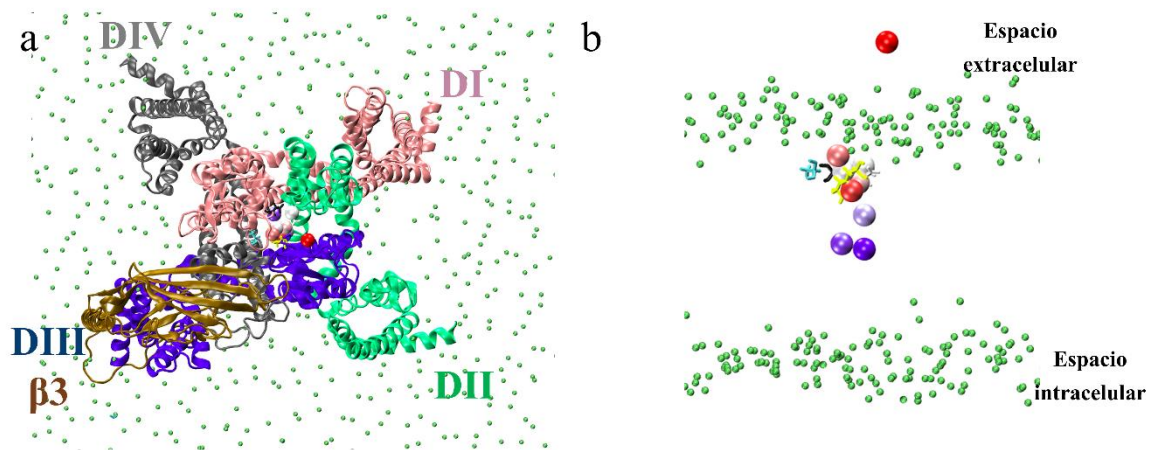 a
DIV
DI
DIII
β3
DII
b
Espacio
extracelular
Espacio
intracelular